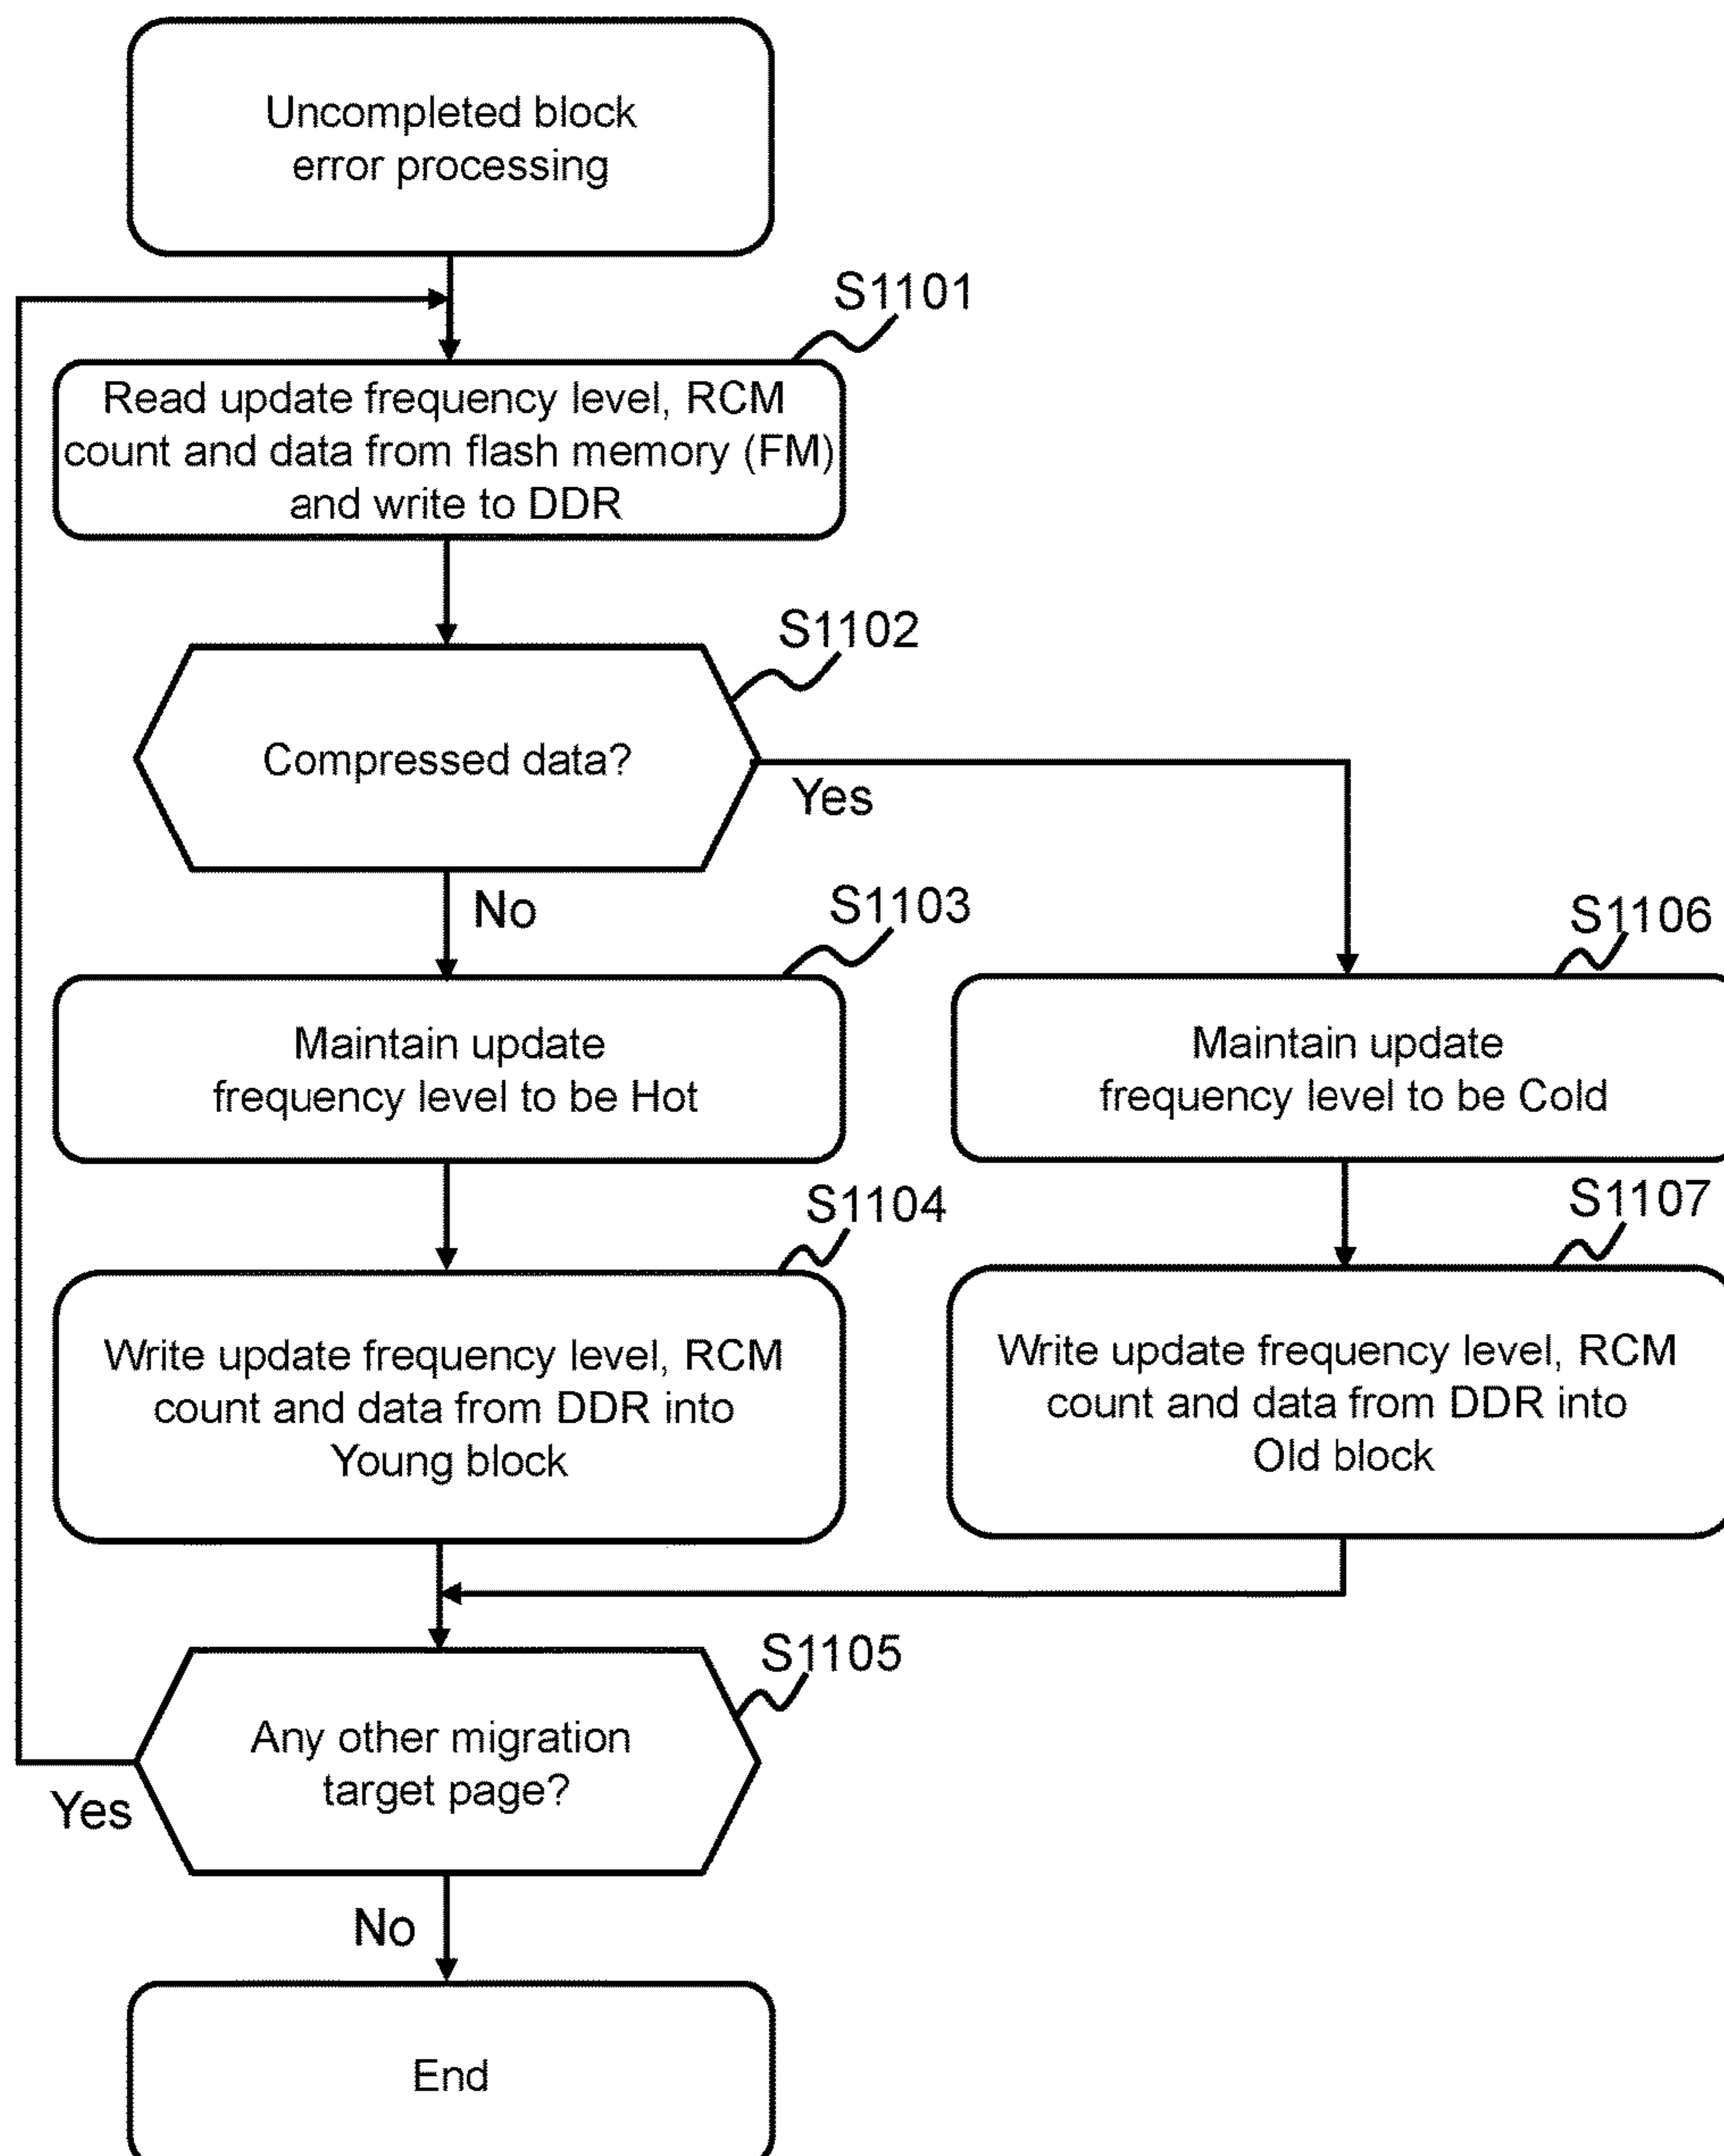 Uncompleted block
error processing
S1101
Read update frequency level, RCM
count and data from flash memory (FM)
and write to DDR
S1102
Compressed data?
Yes
No
S1103
Maintain update
frequency level to be Hot
S1106
Maintain update
frequency level to be Cold
S1104
Write update frequency level, RCM
count and data from DDR into
Young block
S1107
Write update frequency level, RCM
count and data from DDR into
Old block
S1105
Any other migration
target page?
Yes
No
End